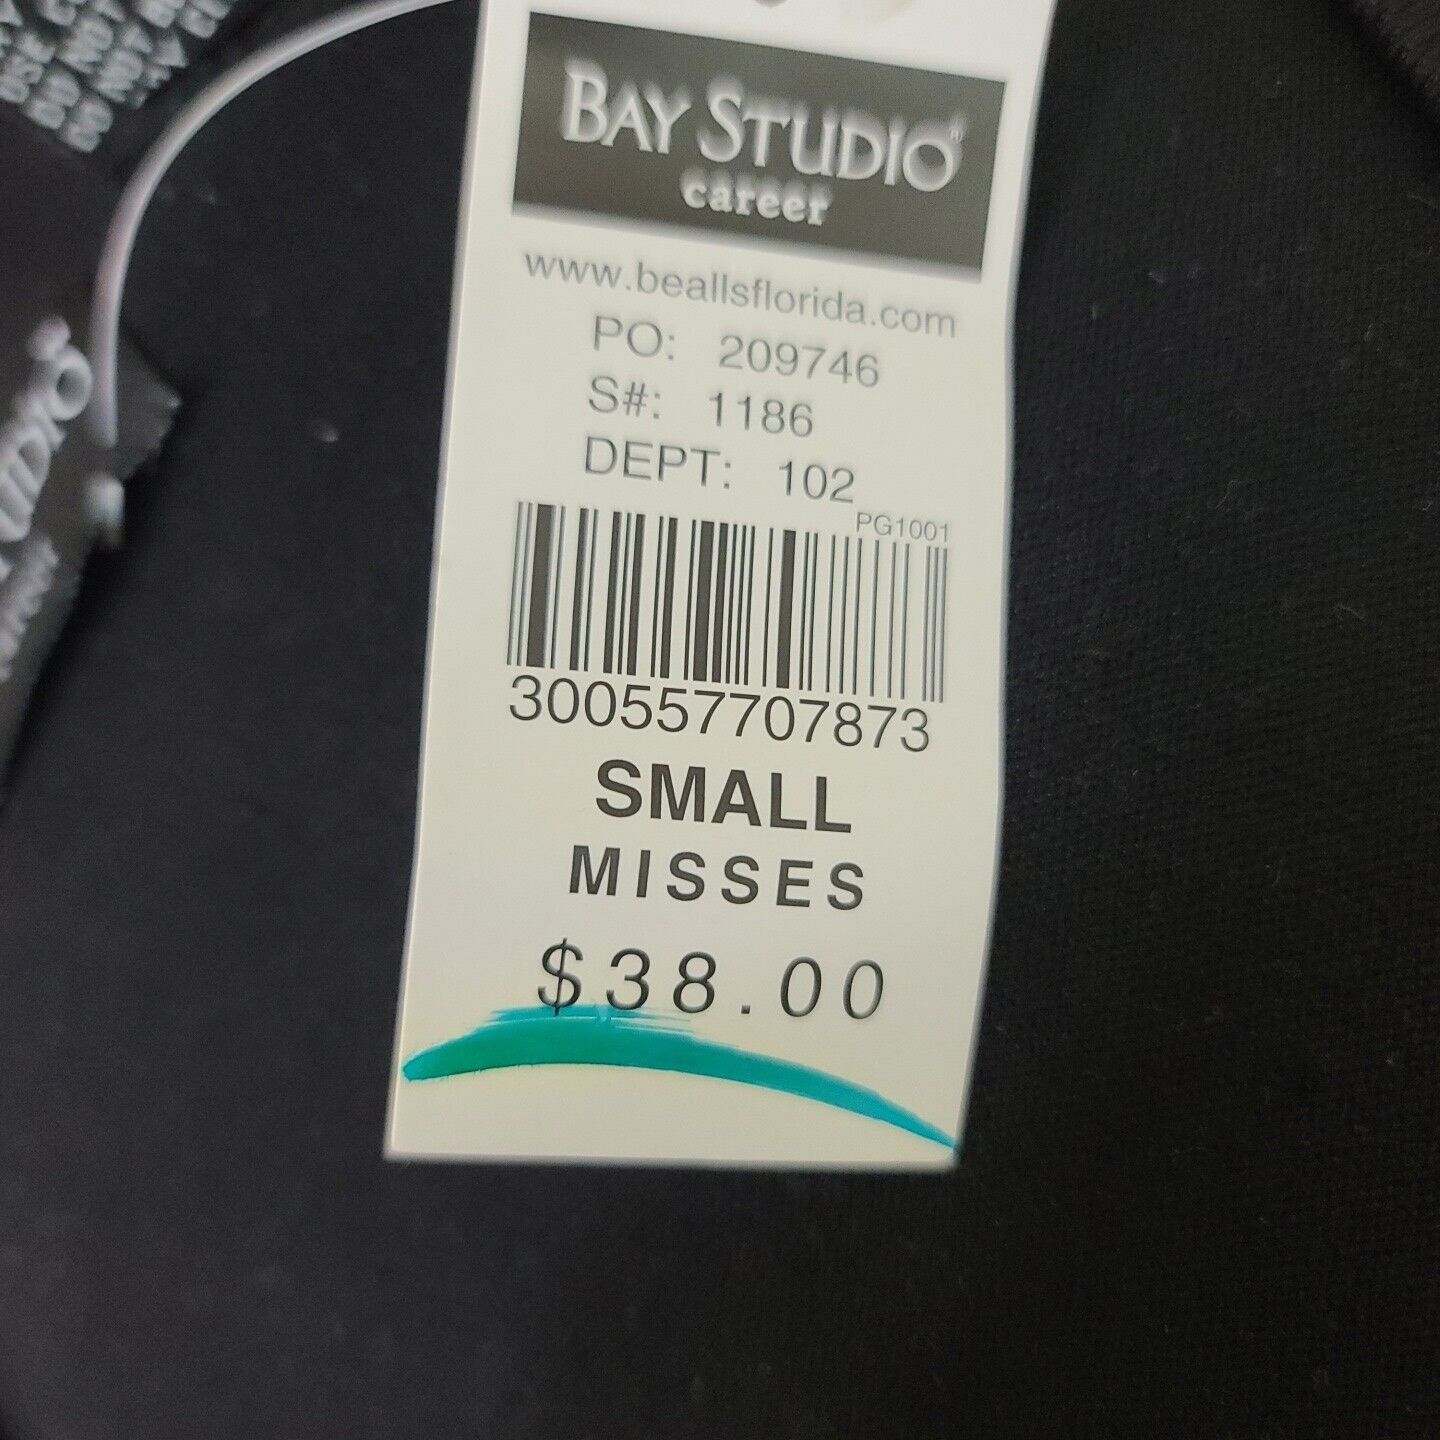 BAY STUDIO®
career
www.beallsflorida.com
PO: 209746
S#: 1186
DEPT: 102
PG1001
300557707873
SMALL
MISSES
$38.00